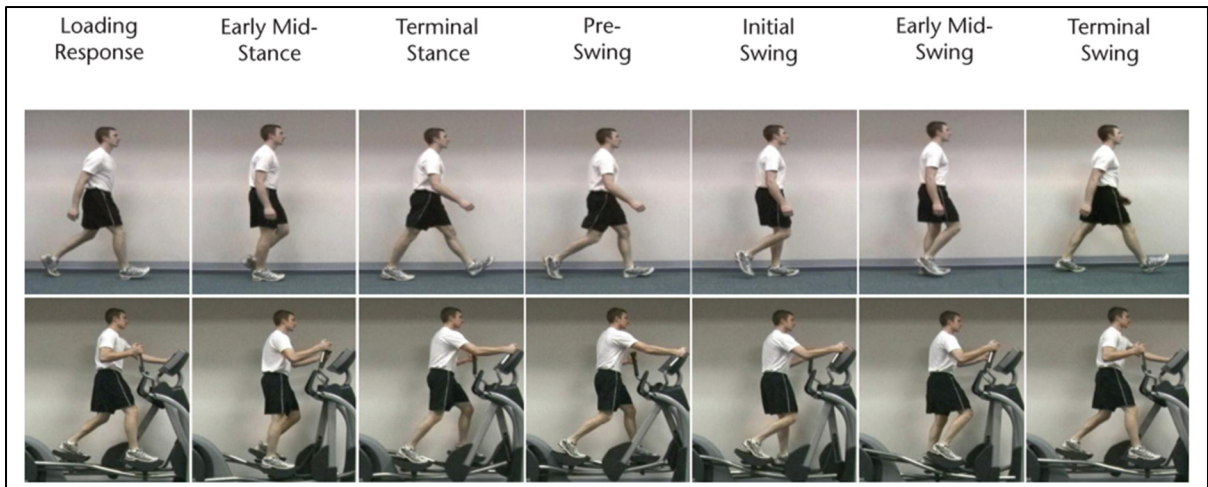 Loading Response
Early Mid-Stance
Terminal Stance
Pre-Swing
Initial Swing
Early Mid-Swing
Terminal Swing